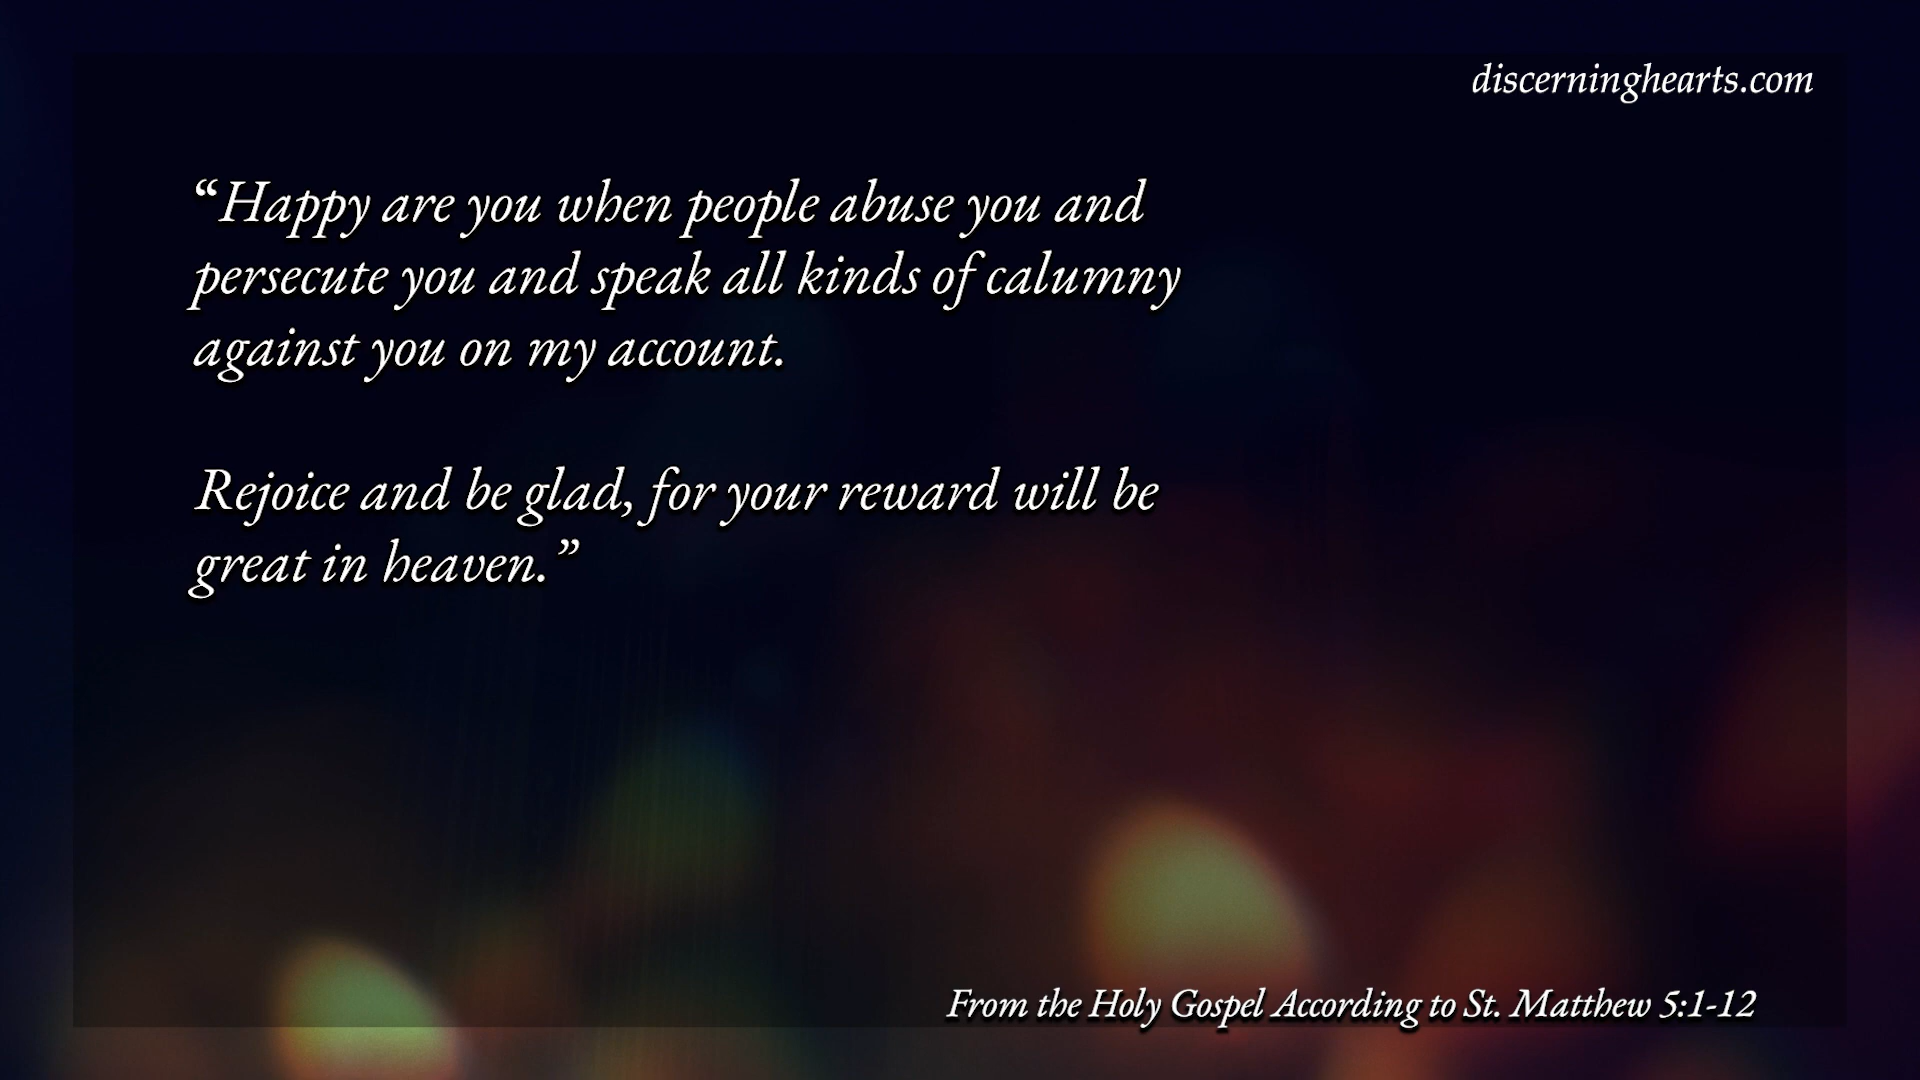 discerninghearts.com
“Happy are you when people abuse you and
persecute you and speak all kinds of calumny
against you on my account.
Rejoice and be glad, for your reward will be
great in heaven.”
From the Holy Gospel According to St. Matthew 5:1-12